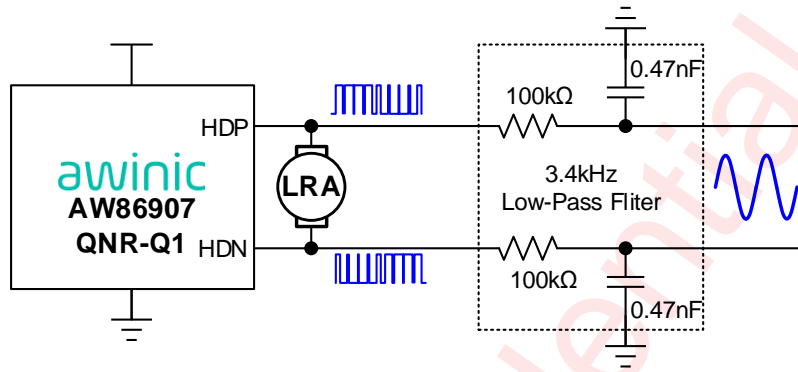 0.47nF
100kΩ
HDP
awinic
AW86907
QNR-Q1
LRA
3.4kHz
Low-Pass Fliter
HDN
100kΩ
0.47nF